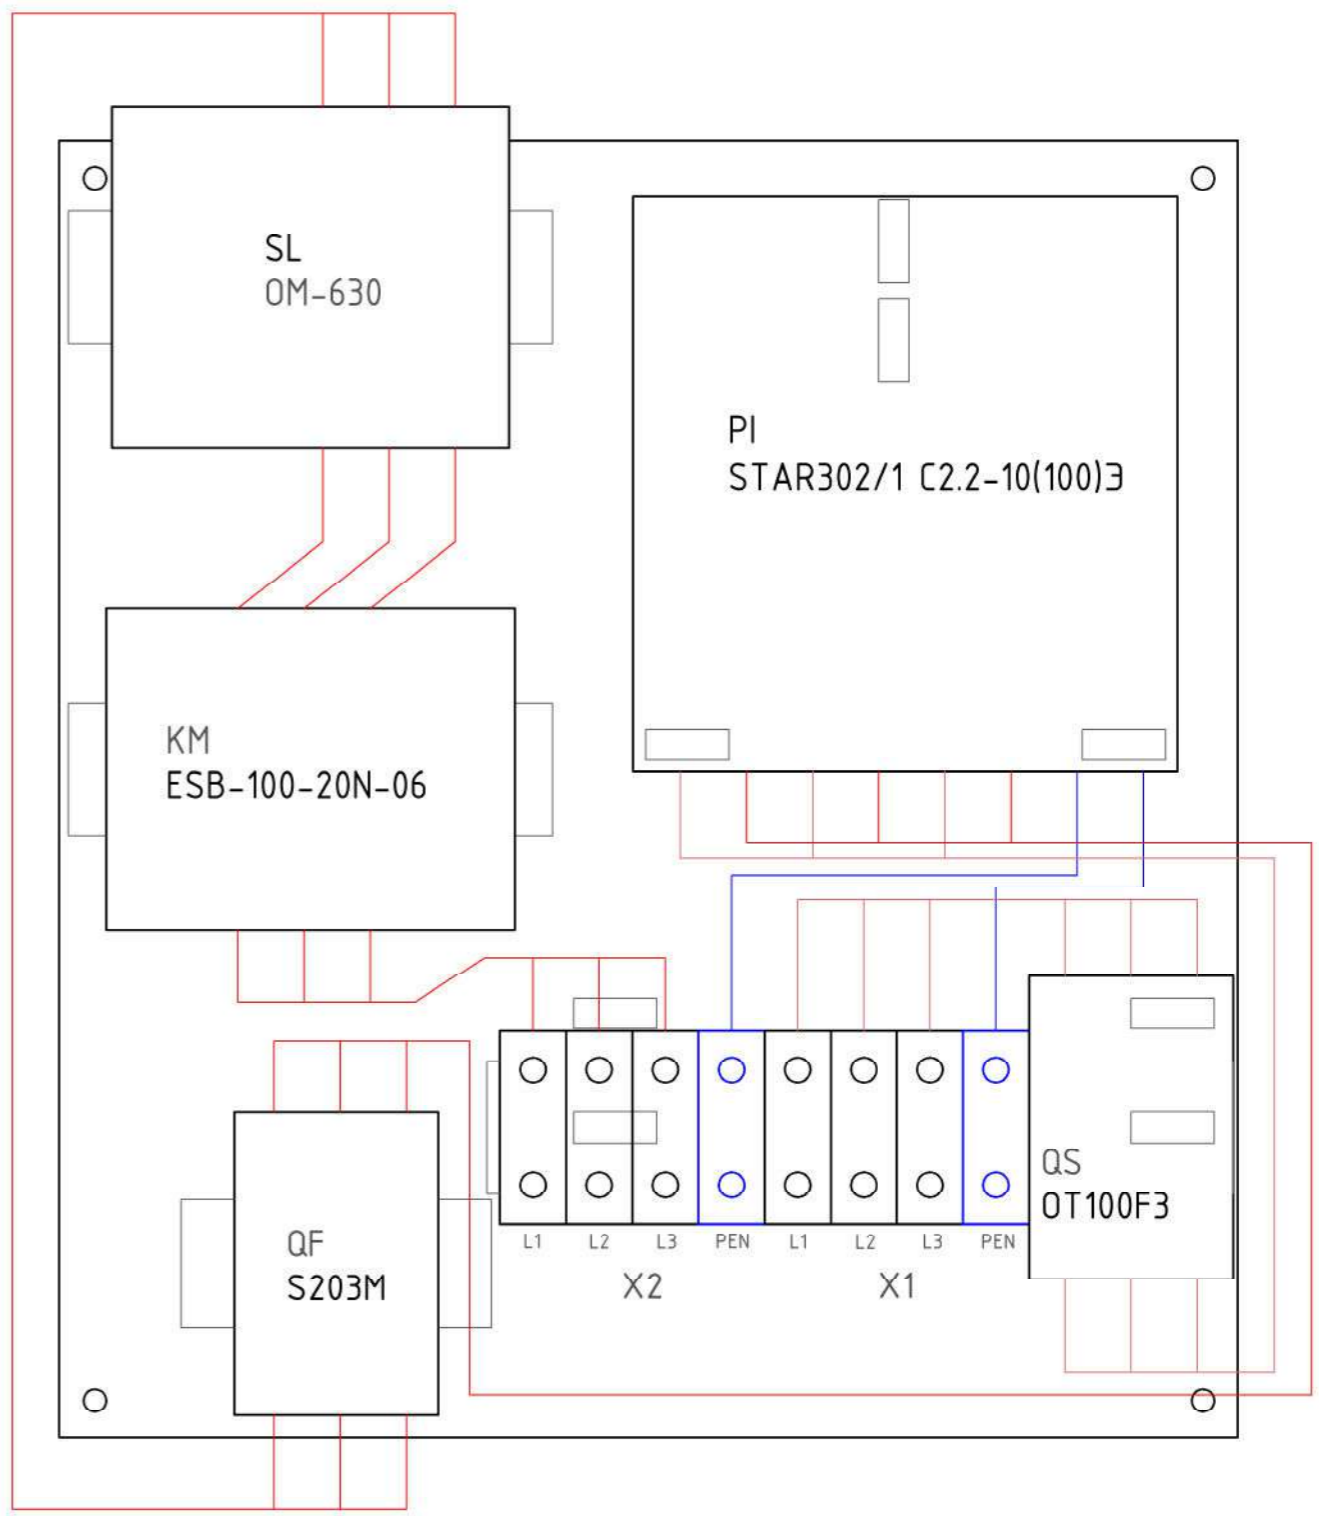 SL
OM-630
PI
STAR302/1 C2.2-10(100)Э
KM
ESB-100-20N-06
QS
OT100F3
QF
S203M
L1 L2 L3 PEN L1 L2 L3 PEN
X2 X1